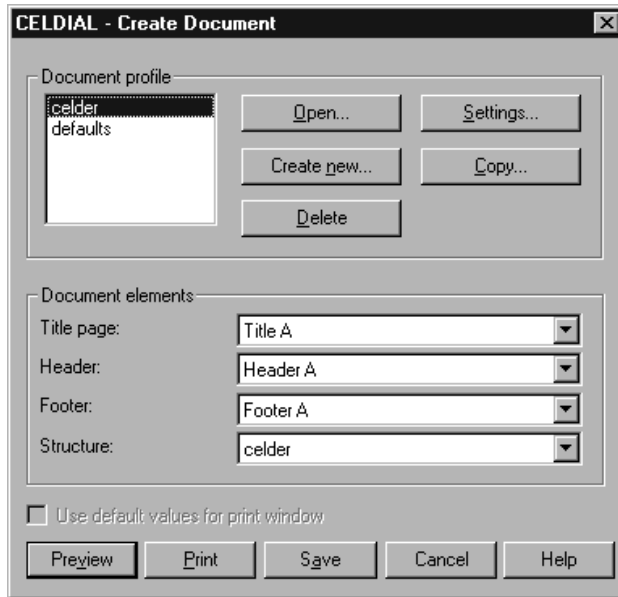 CELDIAL - Create Document
Document profile
celder
defaults
Open...
Settings...
Create new...
Copy...
Delete
Document elements
Title page:
Title A
Header:
Header A
Footer:
Footer A
Structure:
celder
Use default values for print window
Preview
Print
Save
Cancel
Help